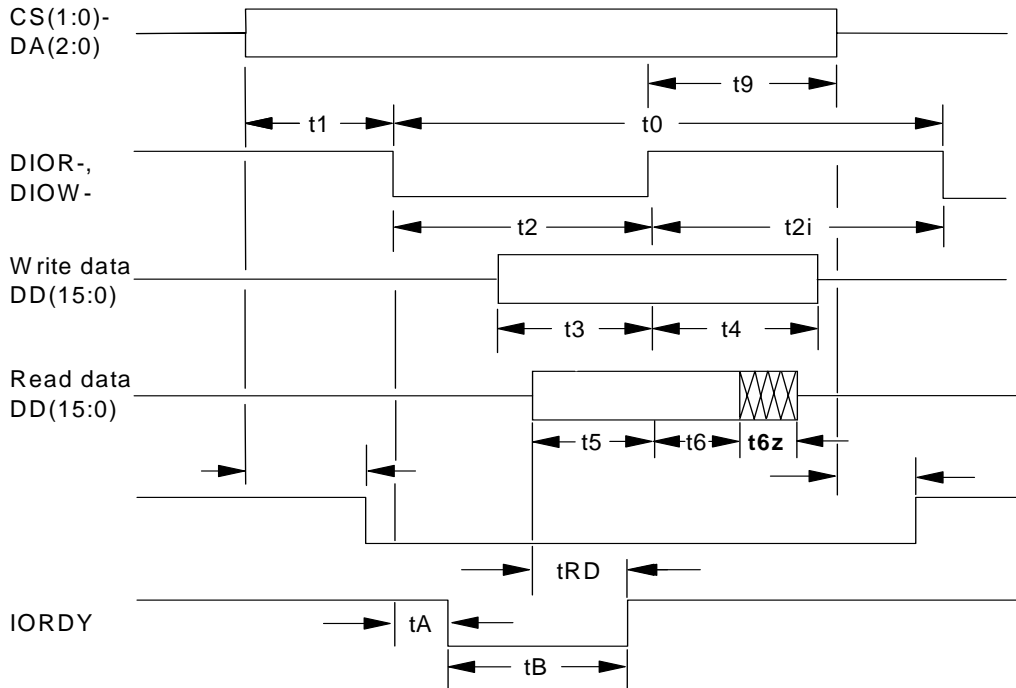 CS(1:0)-
DA(2:0)
t9
t1
t0
DIOR-,
DIOW-
t2
t2i
Write data
DD(15:0)
t3
t4
Read data
DD(15:0)
t5
t6
t6z
tRD
IORDY
tA
tB